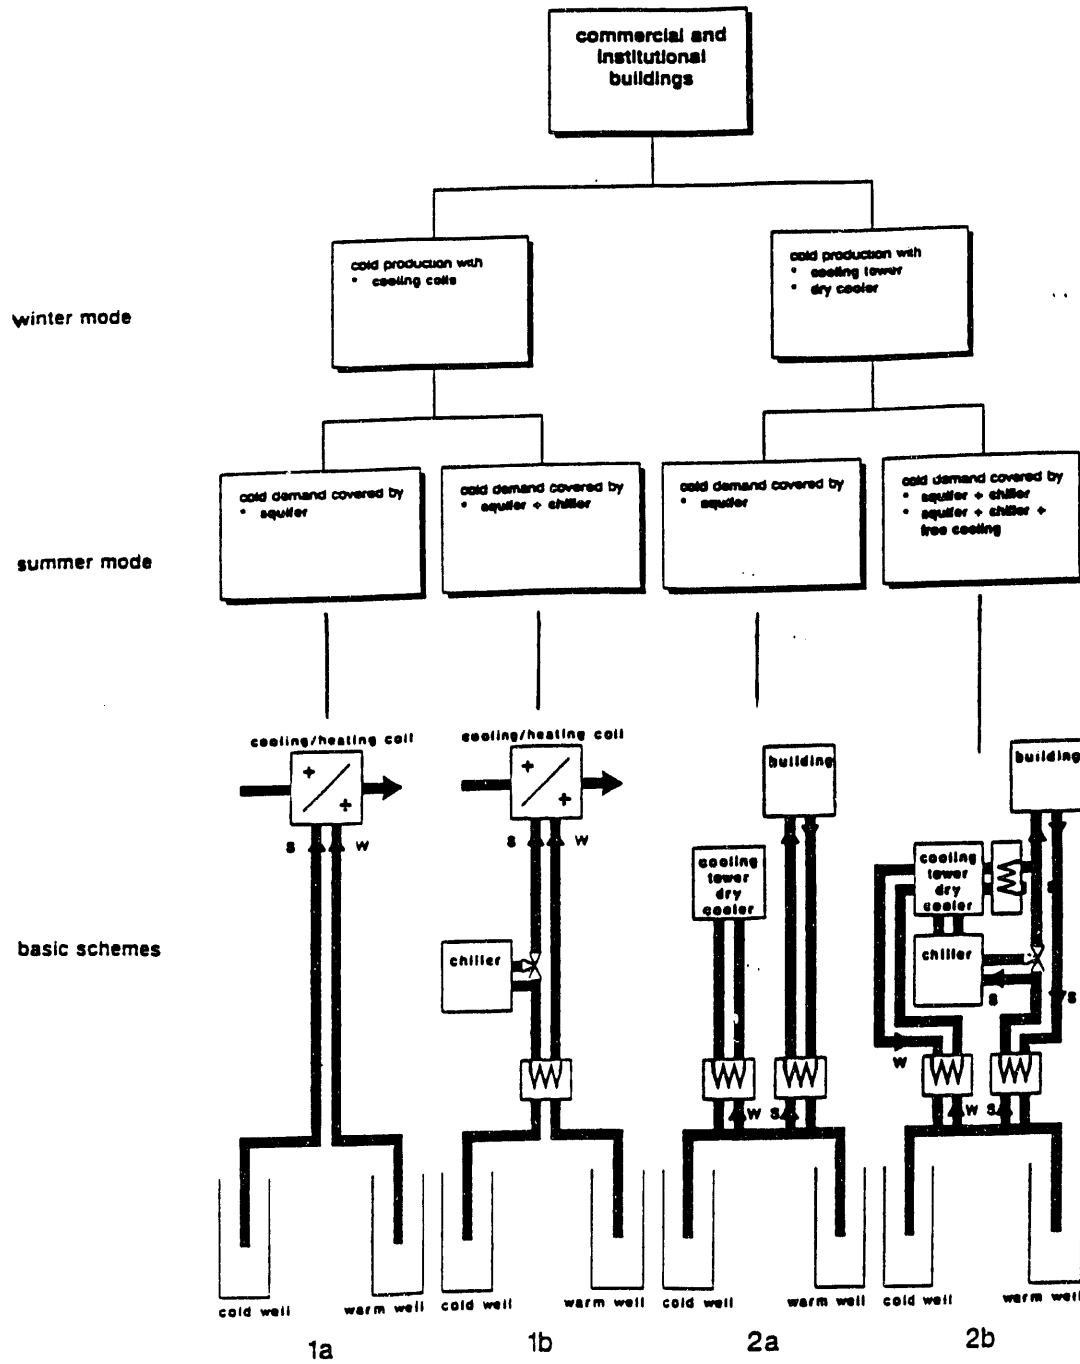 commercial and
institutional
buildings
winter mode
cold production with
* cooling coils
cold production with
* cooling tower
* dry cooler
summer mode
cold demand covered by
* aquifer
cold demand covered by
* aquifer + chiller
cold demand covered by
* aquifer
cold demand covered by
* aquifer + chiller
* aquifer + chiller +
free cooling
basic schemes
cooling/heating coil
+
+
S W
cold well
warm well
1a
cooling/heating coil
+
+
S W
chiller
cold well
warm well
1b
building
cooling
tower
dry
cooler
W S
cold well
warm well
2a
building
cooling
tower
dry
cooler
chiller
S
S
W
W S
cold well
warm well
2b